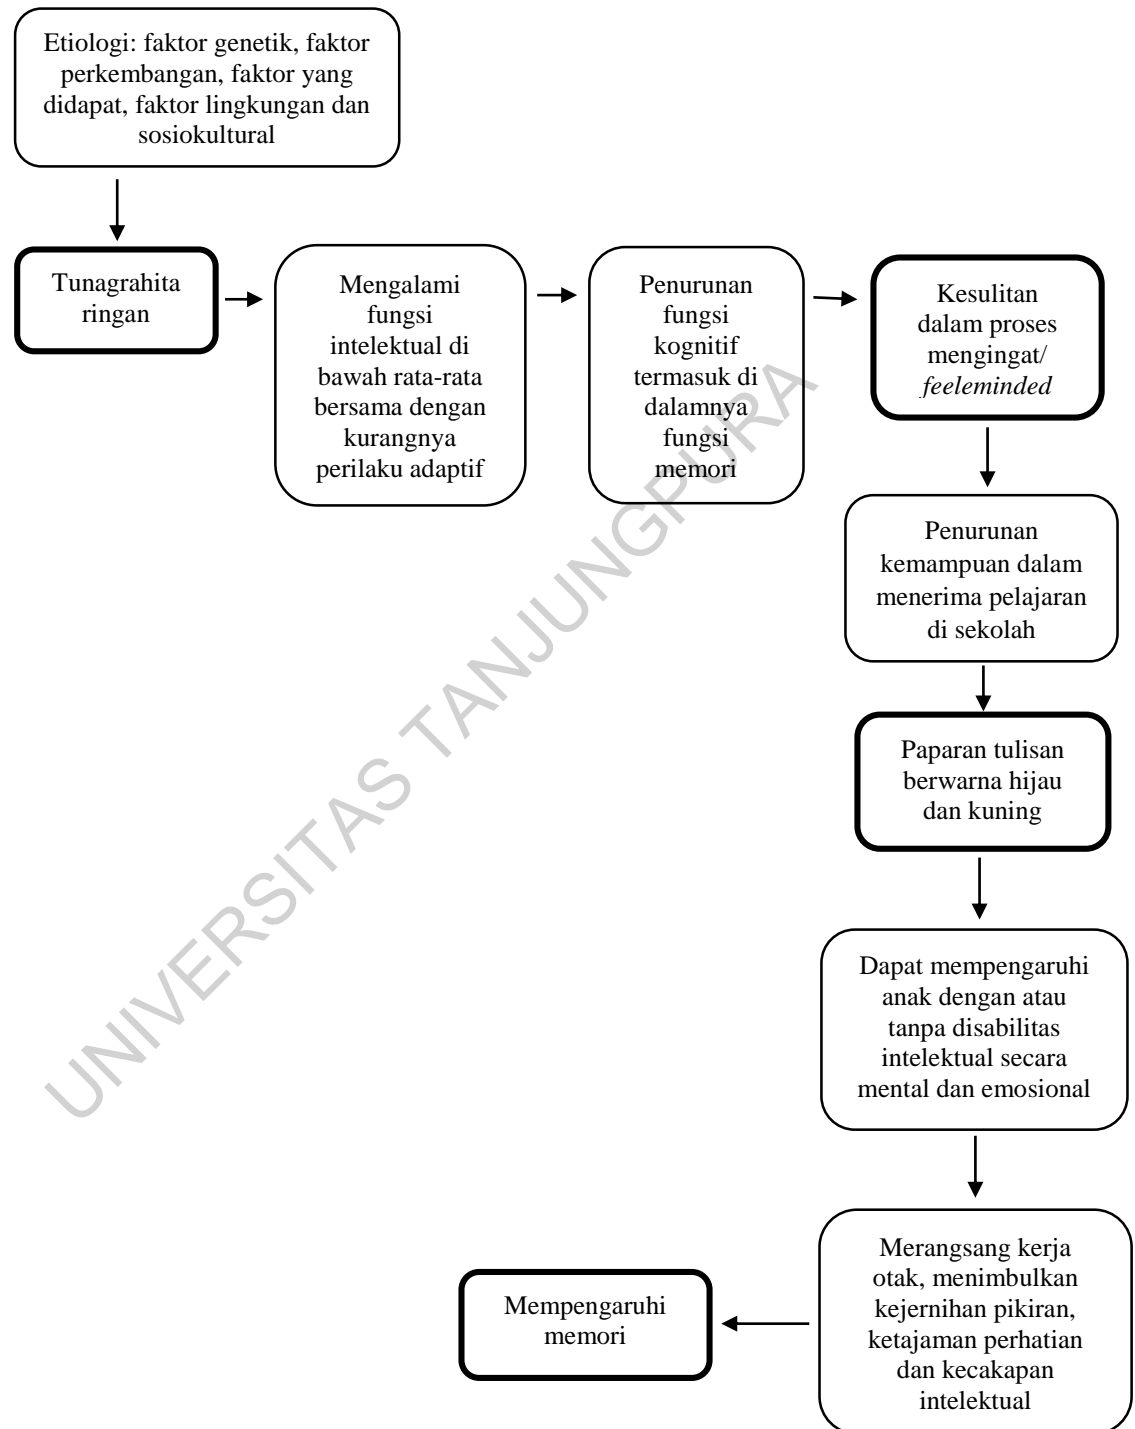 Etiologi: faktor genetik, faktor
perkembangan, faktor yang
didapat, faktor lingkungan dan
sosiokultural
Tunagrahita
ringan
Mengalami
fungsi
intelektual di
bawah rata-rata
bersama dengan
kurangnya
perilaku adaptif
Penurunan
fungsi
kognitif
termasuk di
dalamnya
fungsi
memori
Kesulitan
dalam proses
mengingat/
feeleminded
Penurunan
kemampuan dalam
menerima pelajaran
di sekolah
Paparan tulisan
berwarna hijau
dan kuning
Dapat mempengaruhi
anak dengan atau
tanpa disabilitas
intelektual secara
mental dan emosional
Merangsang kerja
otak, menimbulkan
kejernihan pikiran,
ketajaman perhatian
dan kecakapan
intelektual
Mempengaruhi
memori
UNIVERSITAS TANJUNGPURA